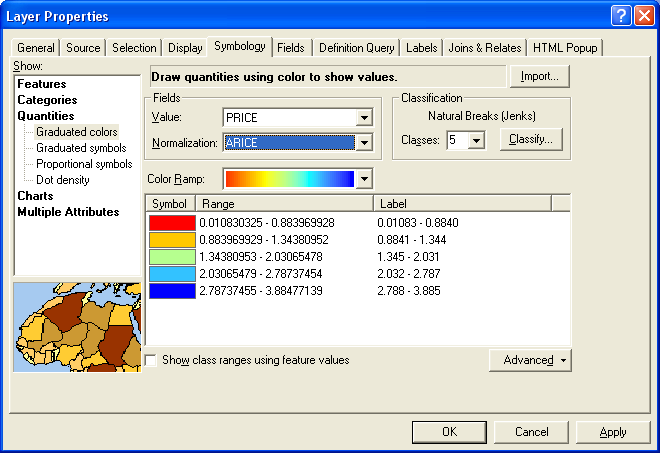 Layer Properties
General Source Selection Display Symbology Fields Definition Query Labels Joins & Relates HTML Popup
Show:
Features
Categories
Quantities
Graduated colors
Graduated symbols
Proportional symbols
Dot density
Charts
Multiple Attributes
Draw quantities using color to show values.
Import...
Fields
Value: PRICE
Normalization: ARICE
Classification
Natural Breaks (Jenks)
Classes: 5 Classify...
Color Ramp:
Symbol Range Label
0.010830325 - 0.883969928 0.01083 - 0.8840
0.883969929 - 1.34380952 0.8841 - 1.344
1.34380953 - 2.03065478 1.345 - 2.031
2.03065479 - 2.78737454 2.032 - 2.787
2.78737455 - 3.88477139 2.788 - 3.885
Show class ranges using feature values
Advanced
OK Cancel Apply